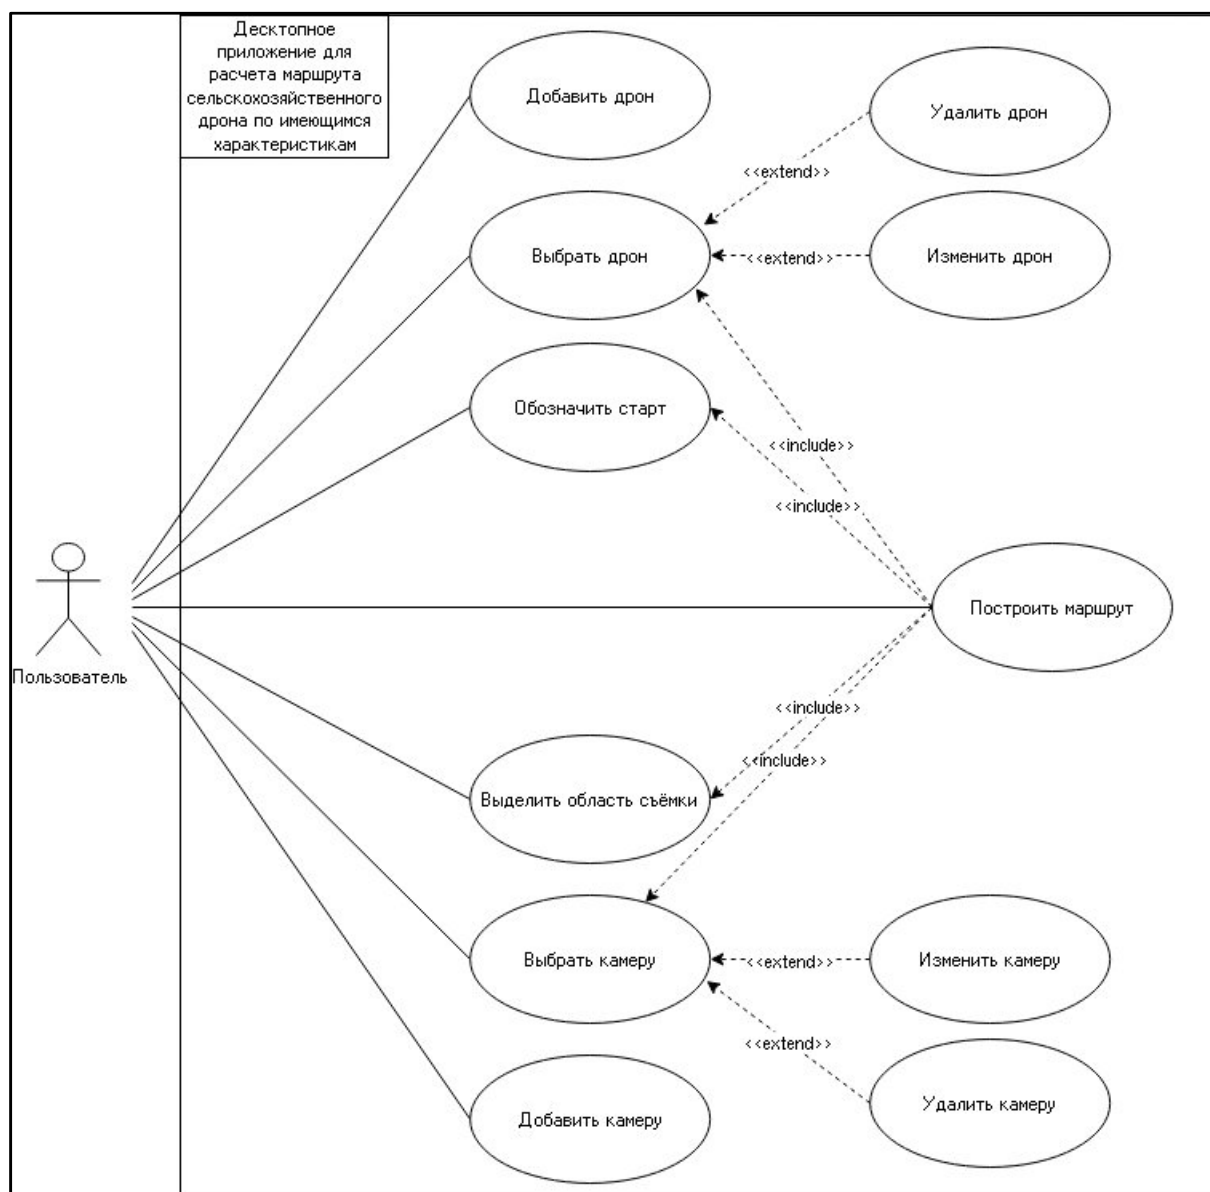 Десктопное
приложение для
расчета маршрута
сельскохозяйственного
дрона по имеющимся
характеристикам
Добавить дрон
Удалить дрон
<<extend>>
Выбрать дрон
<<extend>>
Изменить дрон
Обозначить старт
<<include>>
<<include>>
Построить маршрут
Пользователь
<<include>>
<<include>>
Выделить область съёмки
Выбрать камеру
<<extend>>
Изменить камеру
<<extend>>
Удалить камеру
Добавить камеру